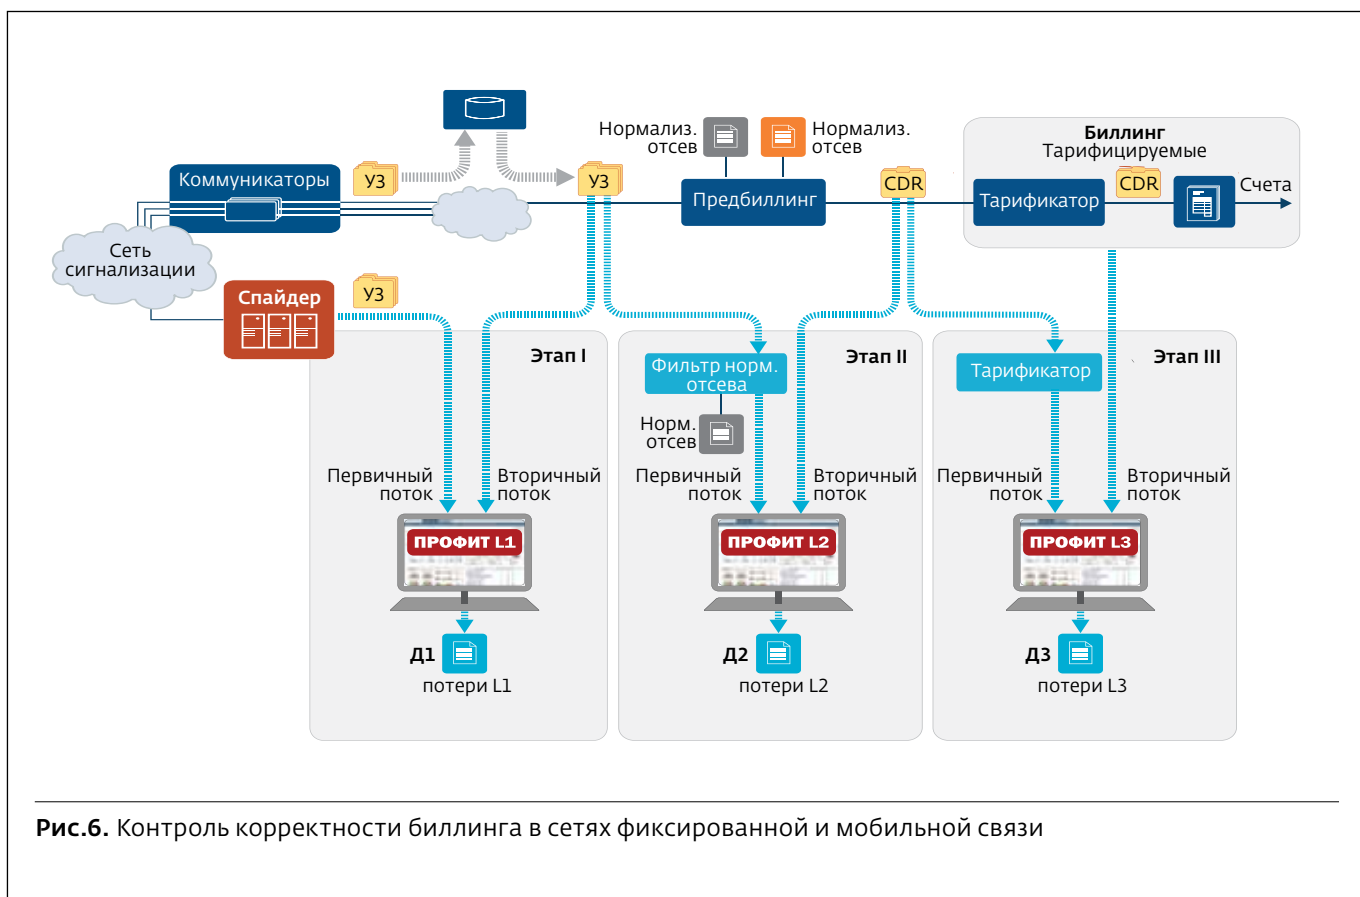 Нормализ.
отсев
Нормализ.
отсев
Биллинг
Тарифицируемые
Коммуникаторы
УЗ
УЗ
Предбиллинг
CDR
Тарификатор
CDR
Счета
Сеть
сигнализации
Спайдер
УЗ
Этап I
Этап II
Этап III
Фильтр норм.
отсева
Тарификатор
Норм.
отсев
Первичный
поток
Вторичный
поток
Первичный
поток
Вторичный
поток
Первичный
поток
Вторичный
поток
ПРОФИТ L1
ПРОФИТ L2
ПРОФИТ L3
Д1
потери L1
Д2
потери L2
Д3
потери L3
Рис.6. Контроль корректности биллинга в сетях фиксированной и мобильной связи